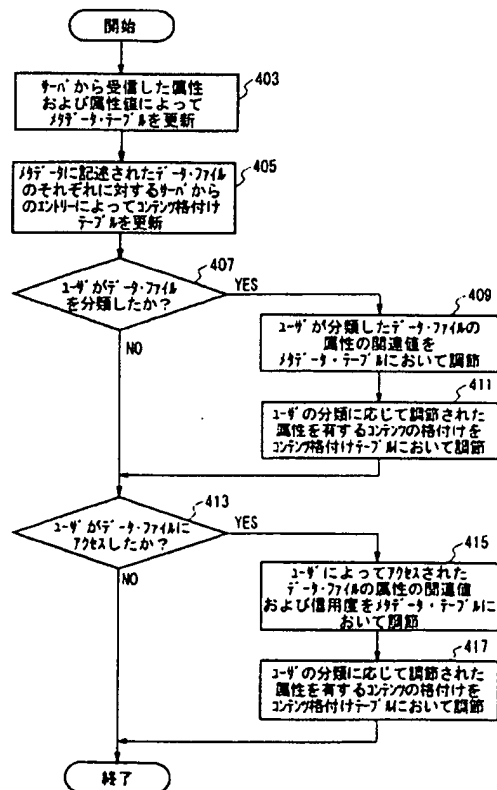 開始
403
サーバから受信した属性
および属性値によって
メタデータ・テーブルを更新
405
メタデータに記述されたデータ・ファイル
のそれぞれに対するサーバから
のエントリーによってコンテンツ格付け
テーブルを更新
407
ユーザがデータ・ファイル
を分類したか？
YES
NO
409
ユーザが分類したデータ・ファイルの
属性の関連値を
メタデータ・テーブルにおいて調節
411
ユーザの分類に応じて調節された
属性を有するコンテンツの格付けを
コンテンツ格付けテーブルにおいて調節
413
ユーザがデータ・ファイルに
アクセスしたか？
YES
NO
415
ユーザによってアクセスされた
データ・ファイルの属性の関連値
および信用度をメタデータ・テーブルに
おいて調節
417
ユーザの分類に応じて調節された
属性を有するコンテンツの格付けを
コンテンツ格付けテーブルにおいて調節
終了